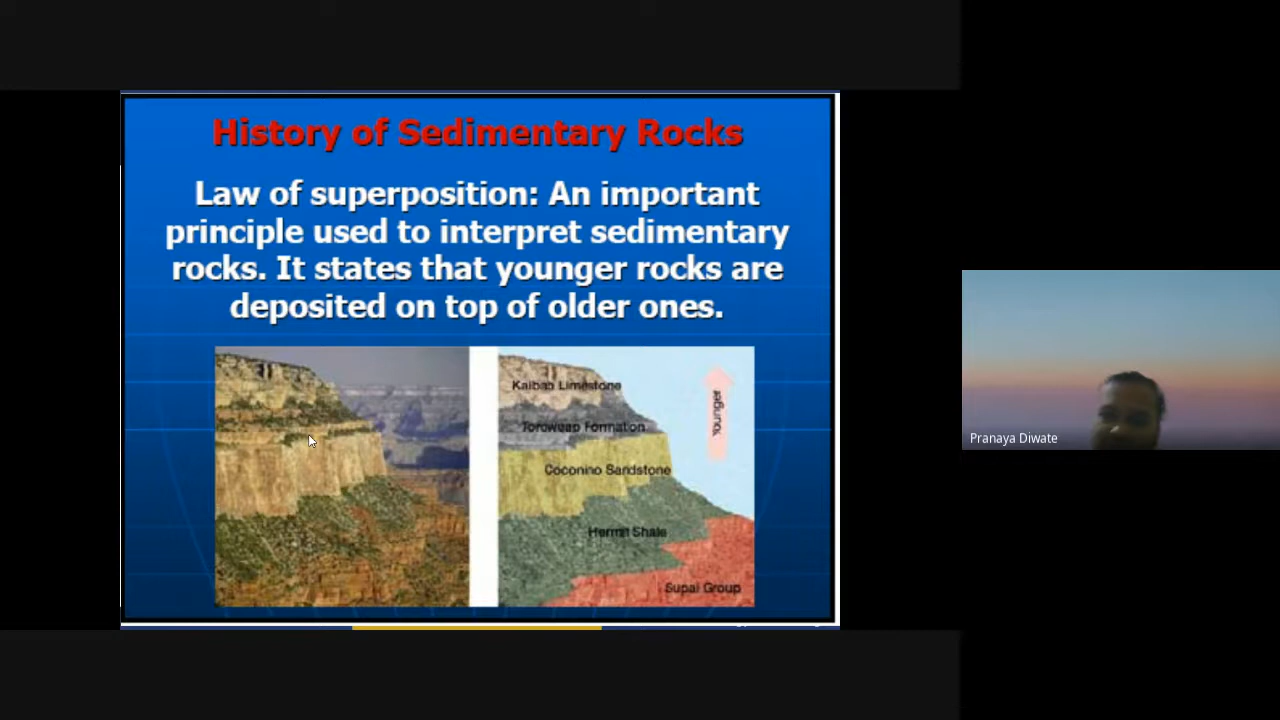 History of Sedimentary Rocks
Law of superposition: An important
principle used to interpret sedimentary
rocks. It states that younger rocks are
deposited on top of older ones.
Kaibab Limestone
Toroweap Formation
Coconino Sandstone
Hermit Shale
Supai Group
Younger
Pranaya Diwate